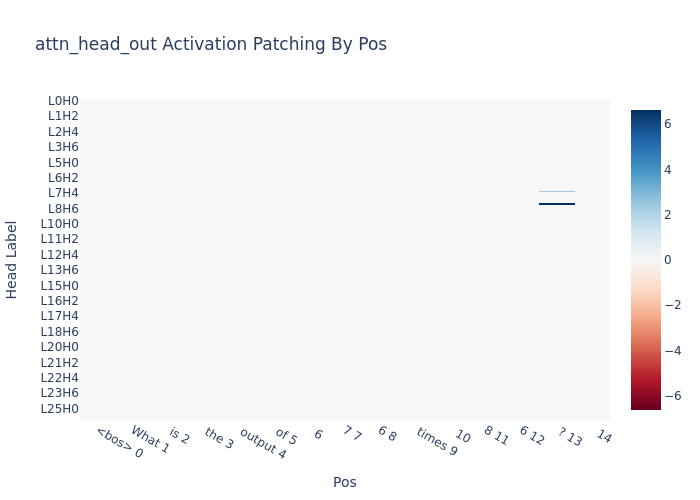 attn_head_out Activation Patching By Pos
L0H0
L1H2
L2H4
L3H6
L5H0
L6H2
L7H4
L8H6
L10H0
L11H2
L12H4
L13H6
L15H0
L16H2
L17H4
L18H6
L20H0
L21H2
L22H4
L23H6
L25H0
Head Label
<bos> 0
What 1
is 2
the 3
output 4
of 5
6
7 7
6 8
times 9
10
8 11
6 12
? 13
14
Pos
6
4
2
0
−2
−4
−6